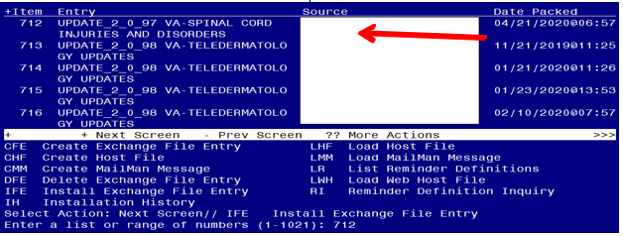 +Item  Entry                      Source                 Date Packed
712  UPDATE_2_0_97 VA-SPINAL CORD  04/21/2020@06:57
INJURIES AND DISORDERS
713  UPDATE_2_0_98 VA-TELEDERMATOLO  11/21/2019@11:25
GY UPDATES
714  UPDATE_2_0_98 VA-TELEDERMATOLO  01/21/2020@11:26
GY UPDATES
715  UPDATE_2_0_98 VA-TELEDERMATOLO  01/23/2020@13:53
GY UPDATES
716  UPDATE_2_0_98 VA-TELEDERMATOLO  02/10/2020@07:57
GY UPDATES
+         + Next Screen   - Prev Screen   ?? More Actions          >>>
CFE  Create Exchange File Entry       LHF  Load Host File
CHF  Create Host File                 LMM  Load MailMan Message
CMM  Create MailMan Message           LR   List Reminder Definitions
DFE  Delete Exchange File Entry       LWH  Load Web Host File
IFE  Install Exchange File Entry      RI   Reminder Definition Inquiry
IH   Installation History
Select Action: Next Screen// IFE   Install Exchange File Entry
Enter a list or range of numbers (1-1021): 712